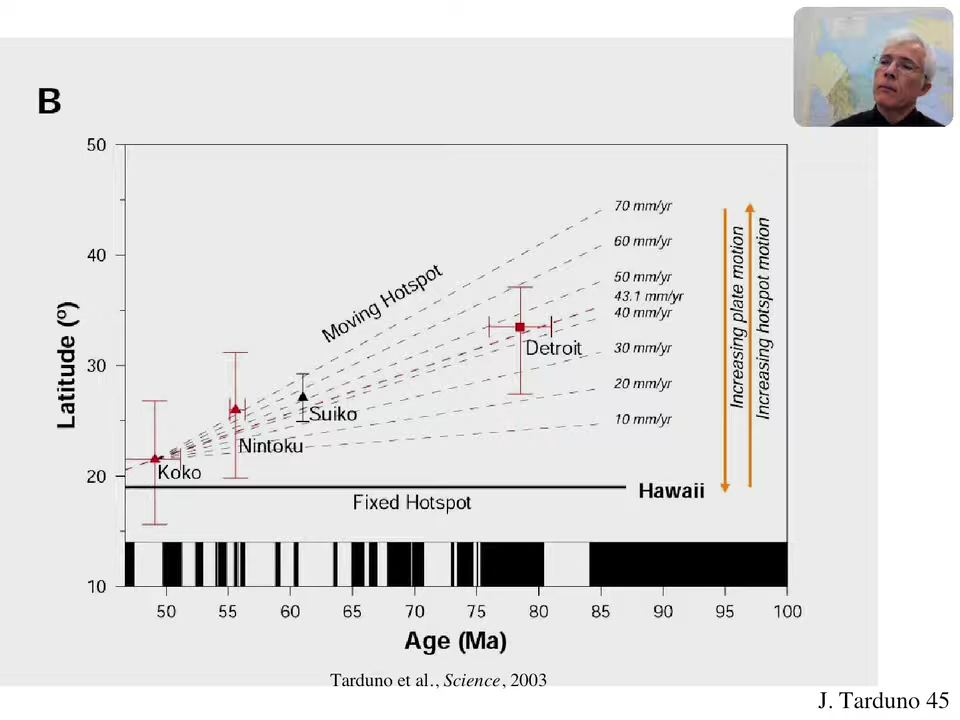 B
50
40
30
20
10
Latitude (º)
Moving Hotspot
70 mm/yr
60 mm/yr
50 mm/yr
43.1 mm/yr
40 mm/yr
30 mm/yr
20 mm/yr
10 mm/yr
Increasing plate motion
Increasing hotspot motion
Detroit
Suiko
Nintoku
Koko
Hawaii
Fixed Hotspot
50 55 60 65 70 75 80 85 90 95 100
Age (Ma)
Tarduno et al., Science, 2003
J. Tarduno 45